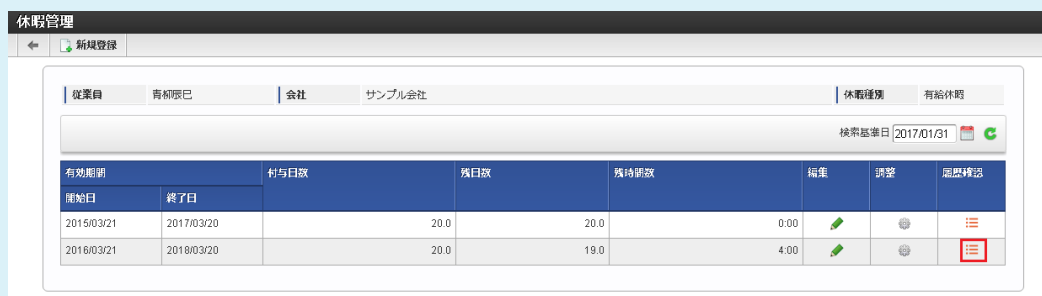 休暇管理
新規登録
従業員 青柳辰巳 会社 サンプル会社 休暇種別 有給休暇
検索基準日 2017/01/31
有効期間 付与日数 残日数 残時間数 編集 調整 履歴確認
開始日 終了日
2015/03/21 2017/03/20 20.0 20.0 0:00
2016/03/21 2018/03/20 20.0 19.0 4:00